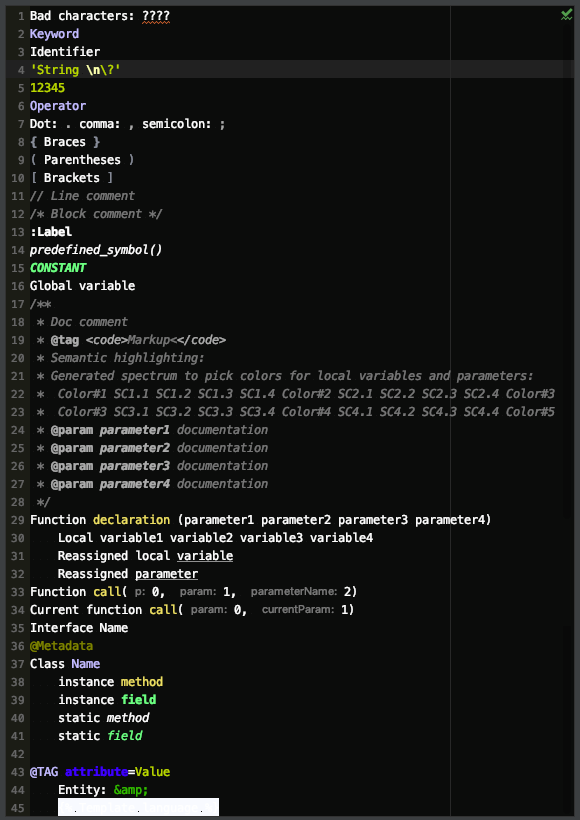 1 Bad characters: ????
2 Keyword
3 Identifier
4 'String \n\?'
5 12345
6 Operator
7 Dot: . comma: , semicolon: ;
8 { Braces }
9 ( Parentheses )
10 [ Brackets ]
11 // Line comment
12 /* Block comment */
13 :Label
14 predefined_symbol()
15 CONSTANT
16 Global variable
17 /**
18 * Doc comment
19 * @tag <code>Markup<</code>
20 * Semantic highlighting:
21 * Generated spectrum to pick colors for local variables and parameters:
22 *  Color#1 SC1.1 SC1.2 SC1.3 SC1.4 Color#2 SC2.1 SC2.2 SC2.3 SC2.4 Color#3
23 *  Color#3 SC3.1 SC3.2 SC3.3 SC3.4 Color#4 SC4.1 SC4.2 SC4.3 SC4.4 Color#5
24 * @param parameter1 documentation
25 * @param parameter2 documentation
26 * @param parameter3 documentation
27 * @param parameter4 documentation
28 */
29 Function declaration (parameter1 parameter2 parameter3 parameter4)
30     Local variable1 variable2 variable3 variable4
31     Reassigned local variable
32     Reassigned parameter
33 Function call( p: 0,  param: 1,  parameterName: 2)
34 Current function call( param: 0,  currentParam: 1)
35 Interface Name
36 @Metadata
37 Class Name
38     instance method
39     instance field
40     static method
41     static field
42
43 @TAG attribute=Value
44     Entity: &amp;
45